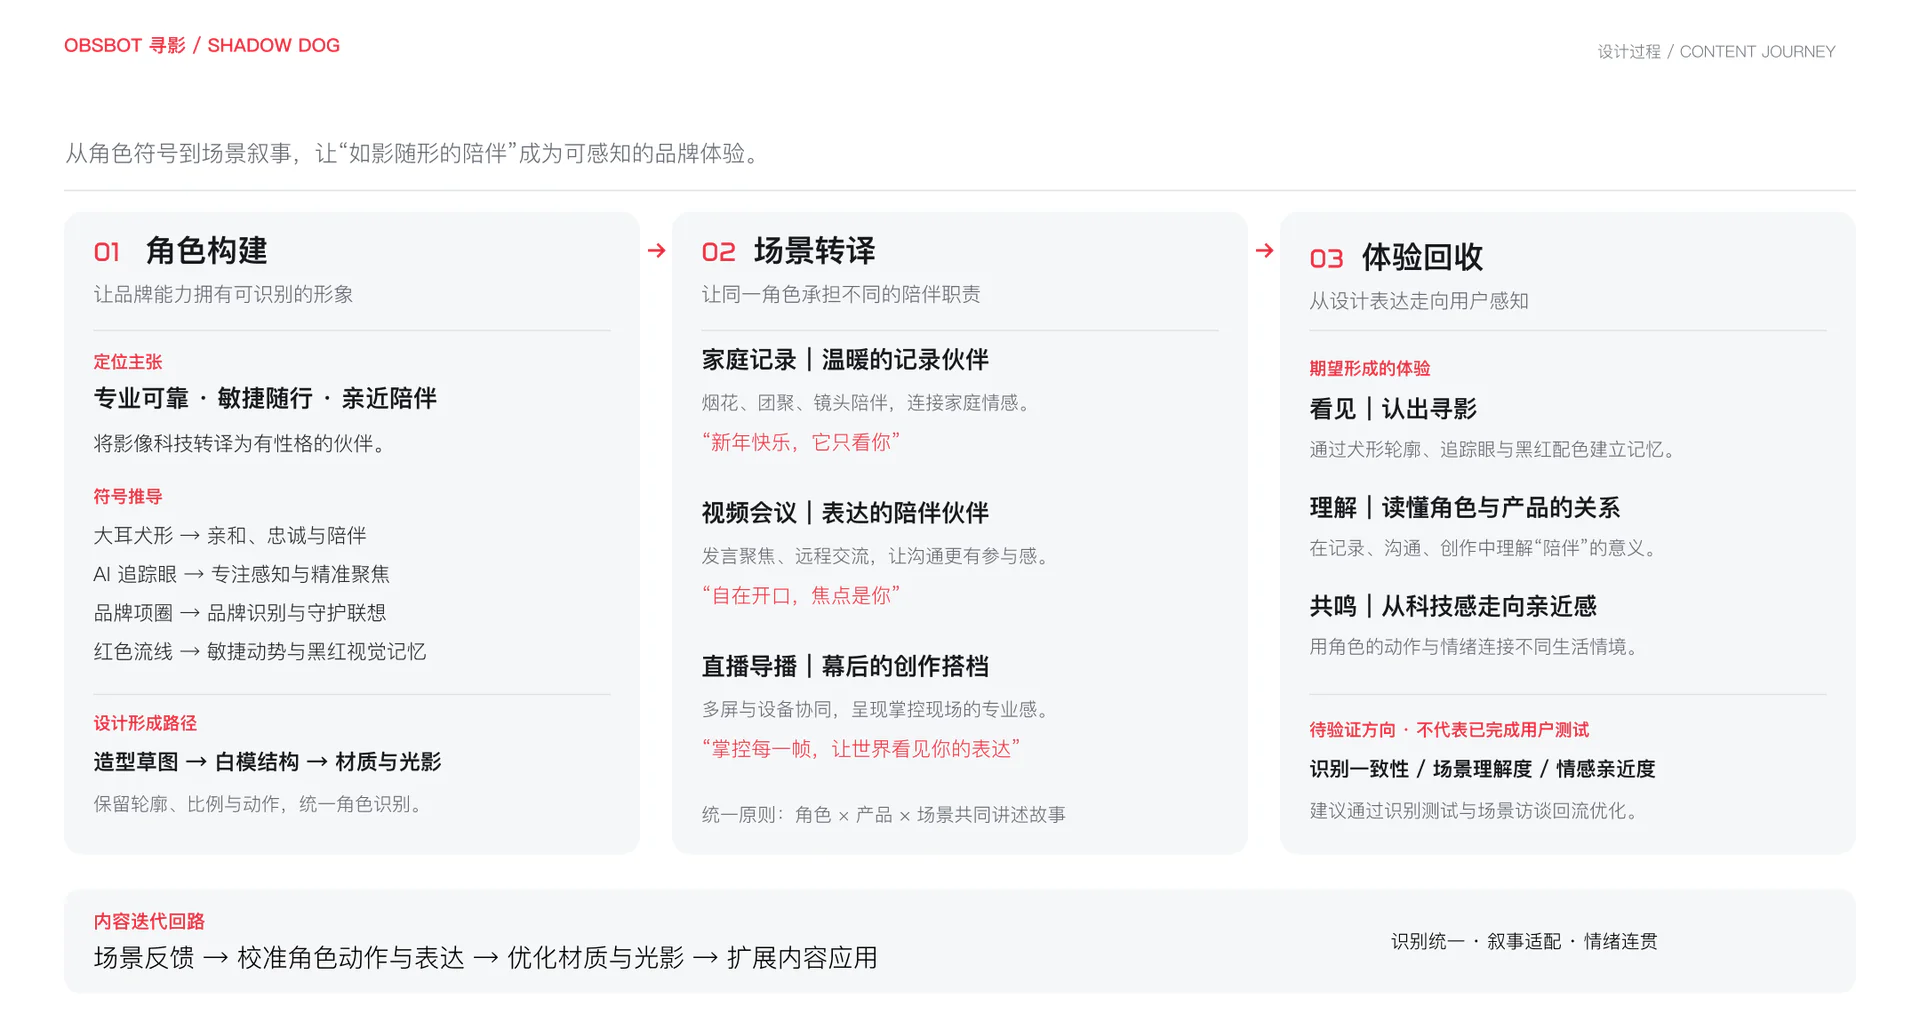 OBSBOT 寻影 / SHADOW DOG
设计过程 / CONTENT JOURNEY
从角色符号到场景叙事，让“如影随形的陪伴”成为可感知的品牌体验。
01 角色构建
让品牌能力拥有可识别的形象
定位主张
专业可靠 · 敏捷随行 · 亲近陪伴
将影像科技转译为有性格的伙伴。
符号推导
大耳犬形 → 亲和、忠诚与陪伴
AI 追踪眼 → 专注感知与精准聚焦
品牌项圈 → 品牌识别与守护联想
红色流线 → 敏捷动势与黑红视觉记忆
设计形成路径
造型草图 → 白模结构 → 材质与光影
保留轮廓、比例与动作，统一角色识别。
→
02 场景转译
让同一角色承担不同的陪伴职责
家庭记录｜温暖的记录伙伴
烟花、团聚、镜头陪伴，连接家庭情感。
“新年快乐，它只看你”
视频会议｜表达的陪伴伙伴
发言聚焦、远程交流，让沟通更有参与感。
“自在开口，焦点是你”
直播导播｜幕后的创作搭档
多屏与设备协同，呈现掌控现场的专业感。
“掌控每一帧，让世界看见你的表达”
统一原则：角色 × 产品 × 场景共同讲述故事
→
03 体验回收
从设计表达走向用户感知
期望形成的体验
看见｜认出寻影
通过犬形轮廓、追踪眼与黑红配色建立记忆。
理解｜读懂角色与产品的关系
在记录、沟通、创作中理解“陪伴”的意义。
共鸣｜从科技感走向亲近感
用角色的动作与情绪连接不同生活情境。
待验证方向 · 不代表已完成用户测试
识别一致性 / 场景理解度 / 情感亲近度
建议通过识别测试与场景访谈回流优化。
内容迭代回路
场景反馈 → 校准角色动作与表达 → 优化材质与光影 → 扩展内容应用
识别统一 · 叙事适配 · 情绪连贯